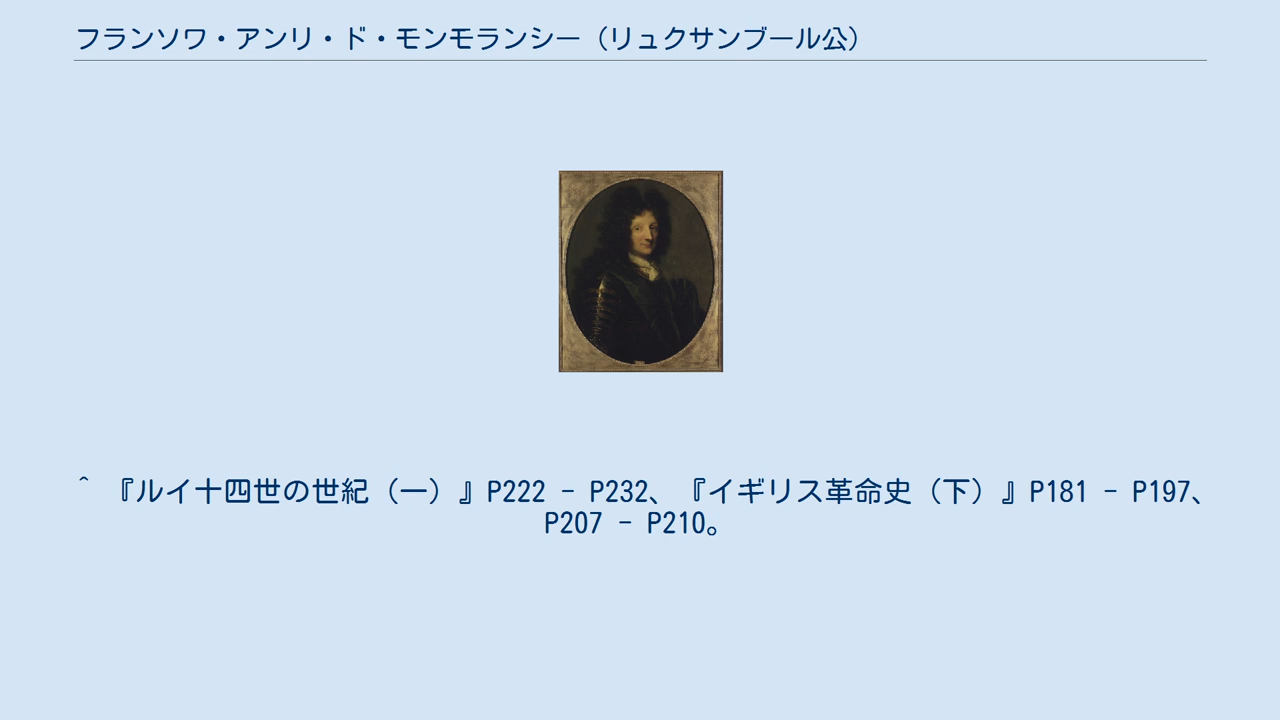 フランソワ・アンリ・ド・モンモランシー（リュクサンブール公）
^ 『ルイ十四世の世紀（一）』P222 - P232、『イギリス革命史（下）』P181 - P197、
P207 - P210。